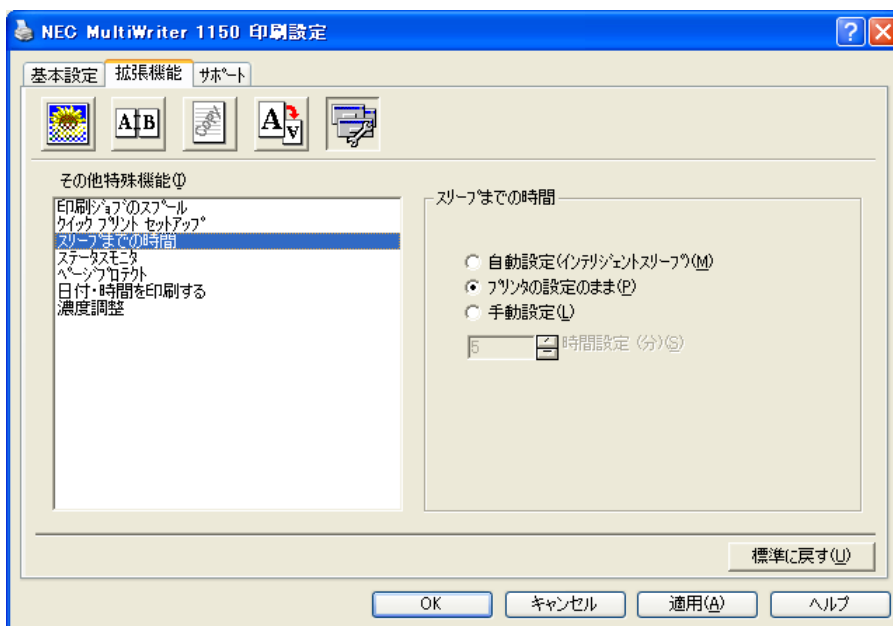 NEC MultiWriter 1150 印刷設定
基本設定 拡張機能 サポート
A B
COPY
A V
その他特殊機能(I)
印刷ジョブのスプール
クイック プリント セットアップ
スリープまでの時間
ステータスモニタ
ページプロテクト
日付・時間を印刷する
濃度調整
スリープまでの時間
自動設定(インテリジェントスリープ)(M)
プリンタの設定のまま(P)
手動設定(L)
5 時間設定 (分)(S)
標準に戻す(U)
OK キャンセル 適用(A) ヘルプ